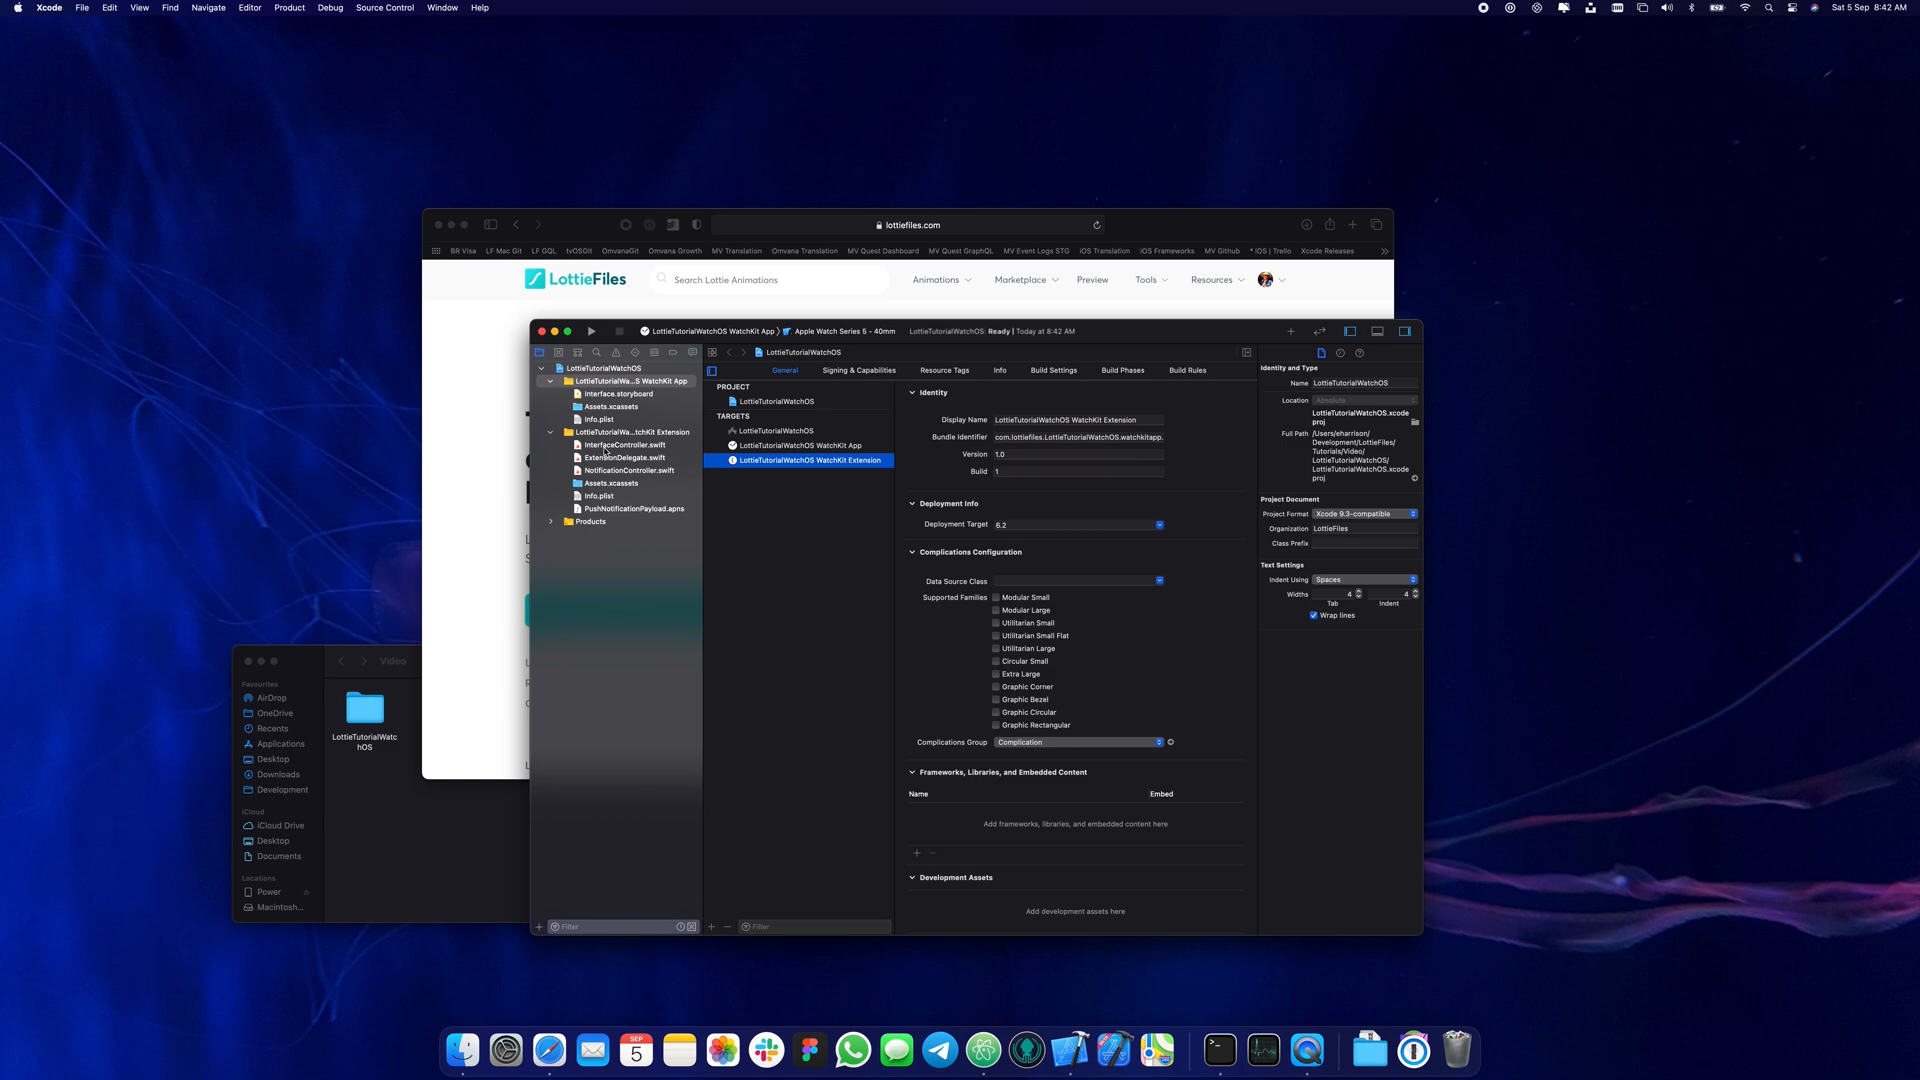 Xcode File Edit View Find Navigate Editor Product Debug Source Control Window Help
Sat 5 Sep 8:42 AM
lottiefiles.com
BR Visa LF Mac Git LF GQL tvOSGit OmvanaGit Omvana Growth MV Translation Omvana Translation MV Quest Dashboard MV Quest GraphQL MV Event Logs STG iOS Translation iOS Frameworks MV Github * iOS | Trello Xcode Releases
LottieFiles
Search Lottie Animations
Animations
Marketplace
Preview
Tools
Resources
LottieTutorialWatchOS WatchKit App
Apple Watch Series 5 - 40mm
LottieTutorialWatchOS: Ready | Today at 8:42 AM
LottieTutorialWatchOS
LottieTutorialWa...S WatchKit App
Interface.storyboard
Assets.xcassets
Info.plist
LottieTutorialWa...tchKit Extension
InterfaceController.swift
ExtensionDelegate.swift
NotificationController.swift
Assets.xcassets
Info.plist
PushNotificationPayload.apns
Products
Filter
LottieTutorialWatchOS
General Signing & Capabilities Resource Tags Info Build Settings Build Phases Build Rules
PROJECT
LottieTutorialWatchOS
TARGETS
LottieTutorialWatchOS
LottieTutorialWatchOS WatchKit App
LottieTutorialWatchOS WatchKit Extension
Filter
Identity
Display Name LottieTutorialWatchOS WatchKit Extension
Bundle Identifier com.lottiefiles.LottieTutorialWatchOS.watchkitapp.
Version 1.0
Build 1
Deployment Info
Deployment Target 6.2
Complications Configuration
Data Source Class
Supported Families Modular Small
Modular Large
Utilitarian Small
Utilitarian Small Flat
Utilitarian Large
Circular Small
Extra Large
Graphic Corner
Graphic Bezel
Graphic Circular
Graphic Rectangular
Complications Group Complication
Frameworks, Libraries, and Embedded Content
Name Embed
Add frameworks, libraries, and embedded content here
Development Assets
Add development assets here
Identity and Type
Name LottieTutorialWatchOS
Location Absolute
LottieTutorialWatchOS.xcode
proj
Full Path /Users/eharrison/
Development/LottieFiles/
Tutorials/Video/
LottieTutorialWatchOS/
LottieTutorialWatchOS.xcode
proj
Project Document
Project Format Xcode 9.3-compatible
Organization LottieFiles
Class Prefix
Text Settings
Indent Using Spaces
Widths 4 4
Tab Indent
Wrap lines
Video
Favourites
AirDrop
OneDrive
Recents
Applications
Desktop
Downloads
Development
iCloud
iCloud Drive
Desktop
Documents
Locations
Power
Macintosh...
LottieTutorialWatc
hOS
SEP
5